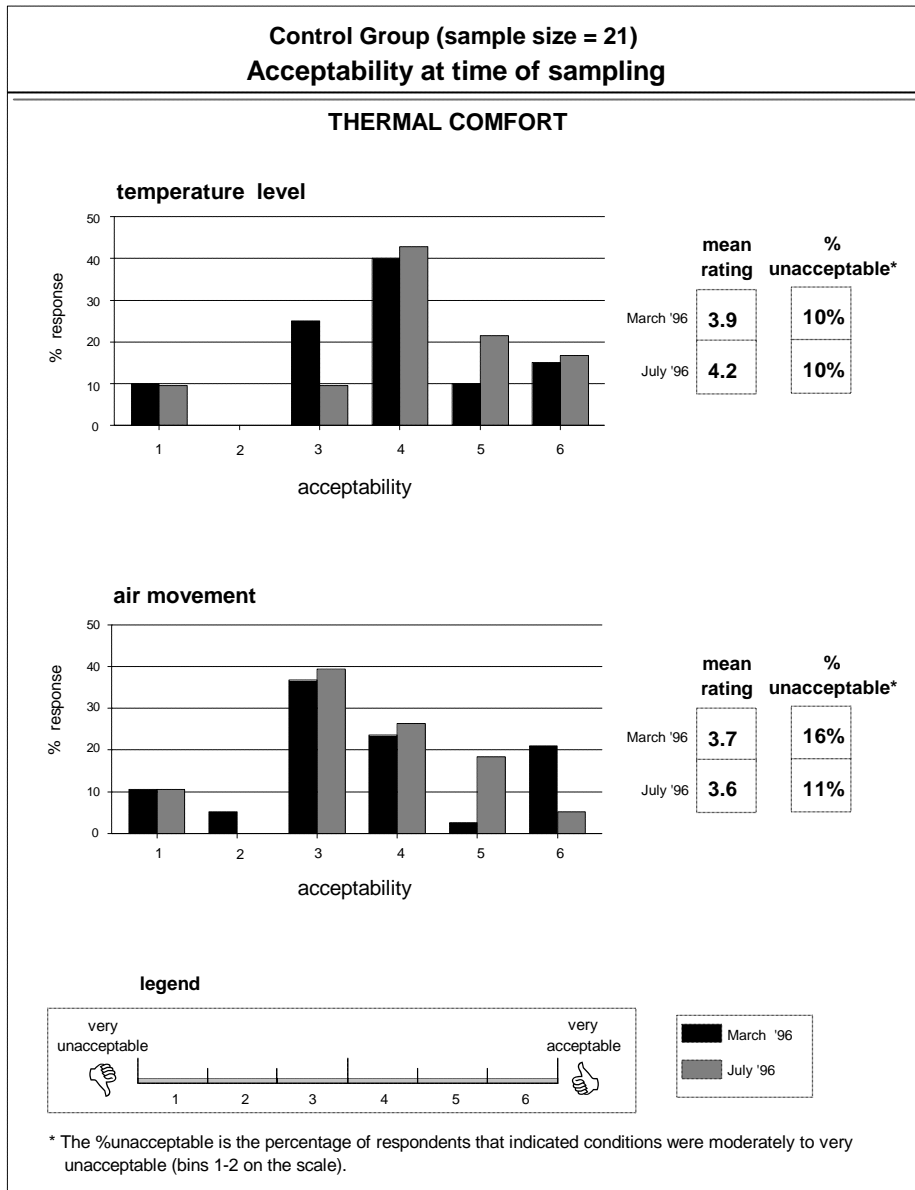 Control Group (sample size = 21)
Acceptability at time of sampling
THERMAL COMFORT
temperature level
50
40
30
20
10
0
% response
1 2 3 4 5 6
acceptability
mean rating
% unacceptable*
March '96 3.9 10%
July '96 4.2 10%
air movement
50
40
30
20
10
0
% response
1 2 3 4 5 6
acceptability
mean rating
% unacceptable*
March '96 3.7 16%
July '96 3.6 11%
legend
very unacceptable
1 2 3 4 5 6
very acceptable
March '96
July '96
* The %unacceptable is the percentage of respondents that indicated conditions were moderately to very
unacceptable (bins 1-2 on the scale).